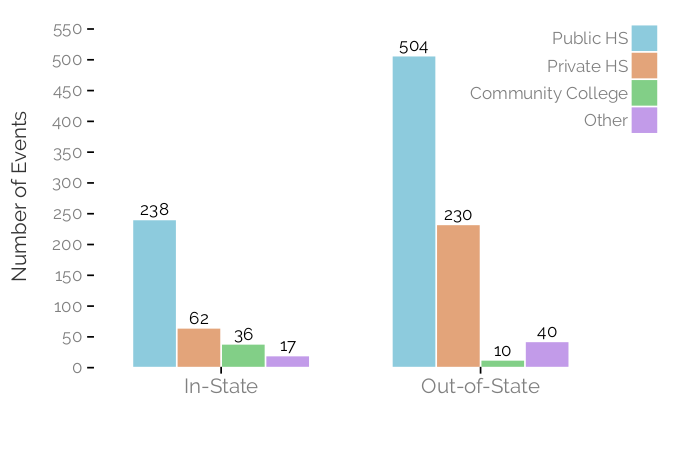 Number of Events
550
500
450
400
350
300
250
200
150
100
50
0
238
62
36
17
504
230
10
40
In-State
Out-of-State
Public HS
Private HS
Community College
Other